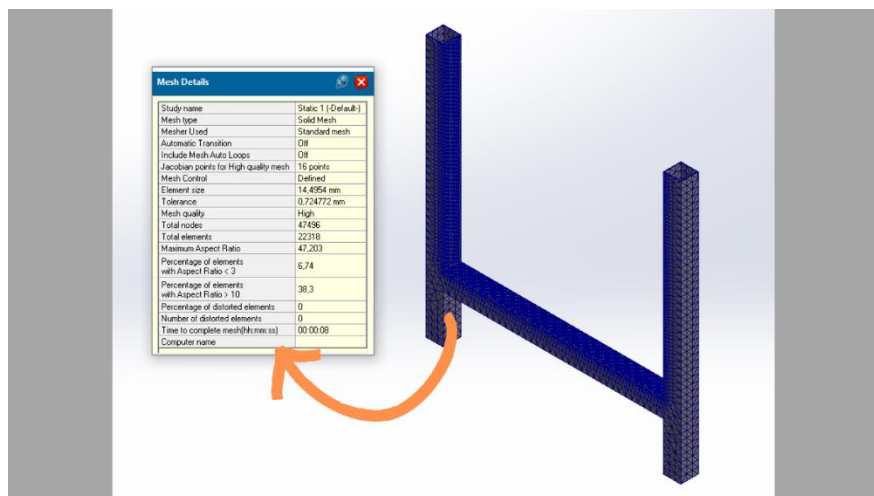 Mesh Details
Study name Static 1 (-Default-)
Mesh type Solid Mesh
Mesher Used Standard mesh
Automatic Transition Off
Include Mesh Auto Loops Off
Jacobian points for High quality mesh 16 points
Mesh Control Defined
Element size 14,4954 mm
Tolerance 0,724772 mm
Mesh quality High
Total nodes 47496
Total elements 22318
Maximum Aspect Ratio 47,203
Percentage of elements
with Aspect Ratio < 3 6,74
Percentage of elements
with Aspect Ratio > 10 38,3
Percentage of distorted elements 0
Number of distorted elements 0
Time to complete mesh(hh:mm:ss) 00:00:08
Computer name